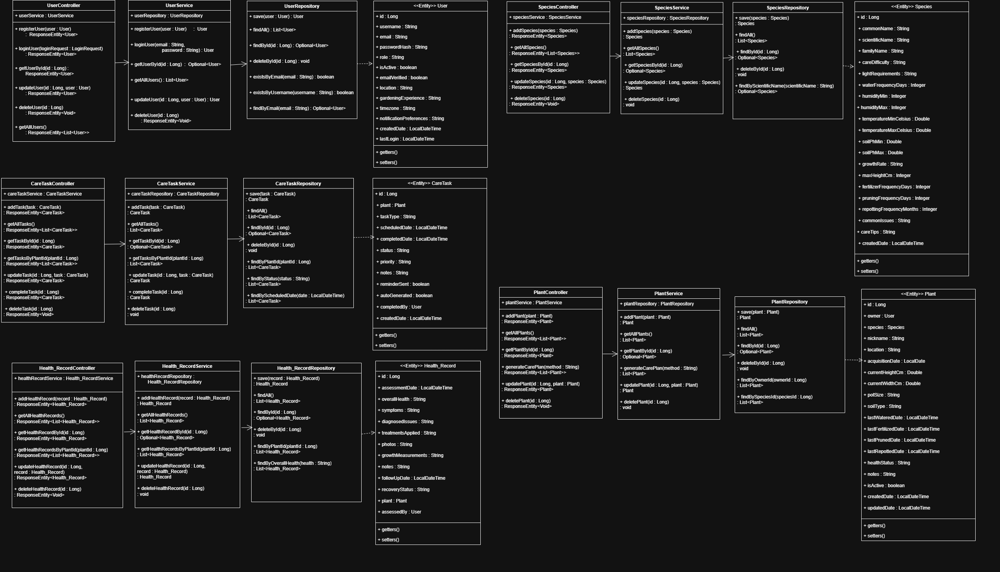 UserController
+ userService : UserService
+ registerUser(user : User)
: ResponseEntity<User>
+ loginUser(loginRequest : LoginRequest)
: ResponseEntity<User>
+ getUserById(id : Long) :
ResponseEntity<User>
+ updateUser(id : Long, user : User)
: ResponseEntity<User>
+ deleteUser(id : Long)
: ResponseEntity<Void>
+ getAllUsers()
: ResponseEntity<List<User>>
UserService
+ userRepository : UserRepository
+ registerUser(user : User) : User
+ loginUser(email : String,
password : String) : User
+ getUserById(id : Long) : Optional<User>
+ getAllUsers() : List<User>
+ updateUser(id : Long, user : User) : User
+ deleteUser(id : Long)
: ResponseEntity<Void>
UserRepository
+ save(user : User) : User
+ findAll() : List<User>
+ findById(id : Long) : Optional<User>
+ deleteById(id : Long) : void
+ existsByEmail(email : String) : boolean
+ existsByUsername(username : String) : boolean
+ findByEmail(email : String) : Optional<User>
<<Entity>> User
+ id : Long
+ username : String
+ email : String
+ passwordHash : String
+ role : String
+ isActive : boolean
+ emailVerified : boolean
+ location : String
+ gardeningExperience : String
+ timezone : String
+ notificationPreferences : String
+ createdDate : LocalDateTime
+ lastLogin : LocalDateTime
+ getters()
+ setters()
SpeciesController
+ speciesService : SpeciesService
+ addSpecies(species : Species)
: ResponseEntity<Species>
+ getAllSpecies()
: ResponseEntity<List<Species>>
+ getSpeciesById(id : Long)
: ResponseEntity<Species>
+ updateSpecies(id : Long, species : Species)
: ResponseEntity<Species>
+ deleteSpecies(id : Long)
: ResponseEntity<Void>
SpeciesService
+ speciesRepository : SpeciesRepository
+ addSpecies(species : Species)
: Species
+ getAllSpecies()
: List<Species>
+ getSpeciesById(id : Long)
: Optional<Species>
+ updateSpecies(id : Long, species : Species)
: Species
+ deleteSpecies(id : Long)
: void
SpeciesRepository
+ save(species : Species)
: Species
+ findAll()
: List<Species>
+ findById(id : Long)
: Optional<Species>
+ deleteById(id : Long)
: void
+ findByScientificName(scientificName : String)
: Optional<Species>
<<Entity>> Species
+ id : Long
+ commonName : String
+ scientificName : String
+ familyName : String
+ careDifficulty : String
+ lightRequirements : String
+ waterFrequencyDays : Integer
+ humidityMin : Integer
+ humidityMax : Integer
+ temperatureMinCelsius : Double
+ temperatureMaxCelsius : Double
+ soilPhMin : Double
+ soilPhMax : Double
+ growthRate : String
+ maxHeightCm : Integer
+ fertilizerFrequencyDays : Integer
+ pruningFrequencyDays : Integer
+ repottingFrequencyMonths : Integer
+ commonIssues : String
+ careTips : String
+ createdDate : LocalDateTime
+ getters()
+ setters()
CareTaskController
+ careTaskService : CareTaskService
+ addTask(task : CareTask)
: ResponseEntity<CareTask>
+ getAllTasks()
: ResponseEntity<List<CareTask>>
+ getTaskById(id : Long)
: ResponseEntity<CareTask>
+ getTasksByPlantId(plantId : Long)
: ResponseEntity<List<CareTask>>
+ updateTask(id : Long, task : CareTask)
: ResponseEntity<CareTask>
+ completeTask(id : Long)
: ResponseEntity<CareTask>
+ deleteTask(id : Long)
: ResponseEntity<Void>
CareTaskService
+ careTaskRepository : CareTaskRepository
+ addTask(task : CareTask)
: CareTask
+ getAllTasks()
: List<CareTask>
+ getTaskById(id : Long)
: Optional<CareTask>
+ getTasksByPlantId(plantId : Long)
: List<CareTask>
+ updateTask(id : Long, task : CareTask)
: CareTask
+ completeTask(id : Long)
: CareTask
+ deleteTask(id : Long)
: void
CareTaskRepository
+ save(task : CareTask)
: CareTask
+ findAll()
: List<CareTask>
+ findById(id : Long)
: Optional<CareTask>
+ deleteById(id : Long)
: void
+ findByPlantId(plantId : Long)
: List<CareTask>
+ findByStatus(status : String)
: List<CareTask>
+ findByScheduledDate(date : LocalDateTime)
: List<CareTask>
<<Entity>> CareTask
+ id : Long
+ plant : Plant
+ taskType : String
+ scheduledDate : LocalDateTime
+ completedDate : LocalDateTime
+ status : String
+ priority : String
+ notes : String
+ reminderSent : boolean
+ autoGenerated : boolean
+ completedBy : User
+ createdDate : LocalDateTime
+ getters()
+ setters()
PlantController
+ plantService : PlantService
+ addPlant(plant : Plant)
: ResponseEntity<Plant>
+ getAllPlants()
: ResponseEntity<List<Plant>>
+ getPlantById(id : Long)
: ResponseEntity<Plant>
+ generateCarePlan(method : String)
: ResponseEntity<List<Plant>>
+ updatePlant(id : Long, plant : Plant)
: ResponseEntity<Plant>
+ deletePlant(id : Long)
: ResponseEntity<Void>
PlantService
+ plantRepository : PlantRepository
+ addPlant(plant : Plant)
: Plant
+ getAllPlants()
: List<Plant>
+ getPlantById(id : Long)
: Optional<Plant>
+ generateCarePlan(method : String)
: List<Plant>
+ updatePlant(id : Long, plant : Plant)
: Plant
+ deletePlant(id : Long)
: void
PlantRepository
+ save(plant : Plant)
: Plant
+ findAll()
: List<Plant>
+ findById(id : Long)
: Optional<Plant>
+ deleteById(id : Long)
: void
+ findByOwnerId(ownerId : Long)
: List<Plant>
+ findBySpeciesId(speciesId : Long)
: List<Plant>
<<Entity>> Plant
+ id : Long
+ owner : User
+ species : Species
+ nickname : String
+ location : String
+ acquisitionDate : LocalDate
+ currentHeightCm : Double
+ currentWidthCm : Double
+ potSize : String
+ soilType : String
+ lastWateredDate : LocalDateTime
+ lastFertilizedDate : LocalDateTime
+ lastPrunedDate : LocalDateTime
+ lastRepottedDate : LocalDateTime
+ healthStatus : String
+ notes : String
+ isActive : boolean
+ createdDate : LocalDateTime
+ updatedDate : LocalDateTime
+ getters()
+ setters()
Health_RecordController
+ healthRecordService : Health_RecordService
+ addHealthRecord(record : Health_Record)
: ResponseEntity<Health_Record>
+ getAllHealthRecords()
: ResponseEntity<List<Health_Record>>
+ getHealthRecordById(id : Long)
: ResponseEntity<Health_Record>
+ getHealthRecordsByPlantId(plantId : Long)
: ResponseEntity<List<Health_Record>>
+ updateHealthRecord(id : Long,
record : Health_Record)
: ResponseEntity<Health_Record>
+ deleteHealthRecord(id : Long)
: ResponseEntity<Void>
Health_RecordService
+ healthRecordRepository :
Health_RecordRepository
+ addHealthRecord(record : Health_Record)
: Health_Record
+ getAllHealthRecords()
: List<Health_Record>
+ getHealthRecordById(id : Long)
: Optional<Health_Record>
+ getHealthRecordsByPlantId(plantId : Long)
: List<Health_Record>
+ updateHealthRecord(id : Long,
record : Health_Record)
: Health_Record
+ deleteHealthRecord(id : Long)
: void
Health_RecordRepository
+ save(record : Health_Record)
: Health_Record
+ findAll()
: List<Health_Record>
+ findById(id : Long)
: Optional<Health_Record>
+ deleteById(id : Long)
: void
+ findByPlantId(plantId : Long)
: List<Health_Record>
+ findByOverallHealth(health : String)
: List<Health_Record>
<<Entity>> Health_Record
+ id : Long
+ assessmentDate : LocalDateTime
+ overallHealth : String
+ symptoms : String
+ diagnosedIssues : String
+ treatmentsApplied : String
+ photos : String
+ growthMeasurements : String
+ notes : String
+ followUpDate : LocalDateTime
+ recoveryStatus : String
+ plant : Plant
+ assessedBy : User
+ getters()
+ setters()